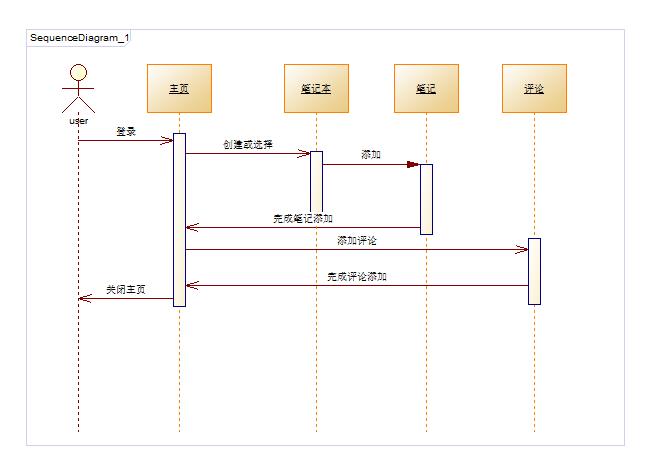 SequenceDiagram_1
主页
笔记本
笔记
评论
user
登录
创建或选择
添加
完成笔记添加
添加评论
完成评论添加
关闭主页